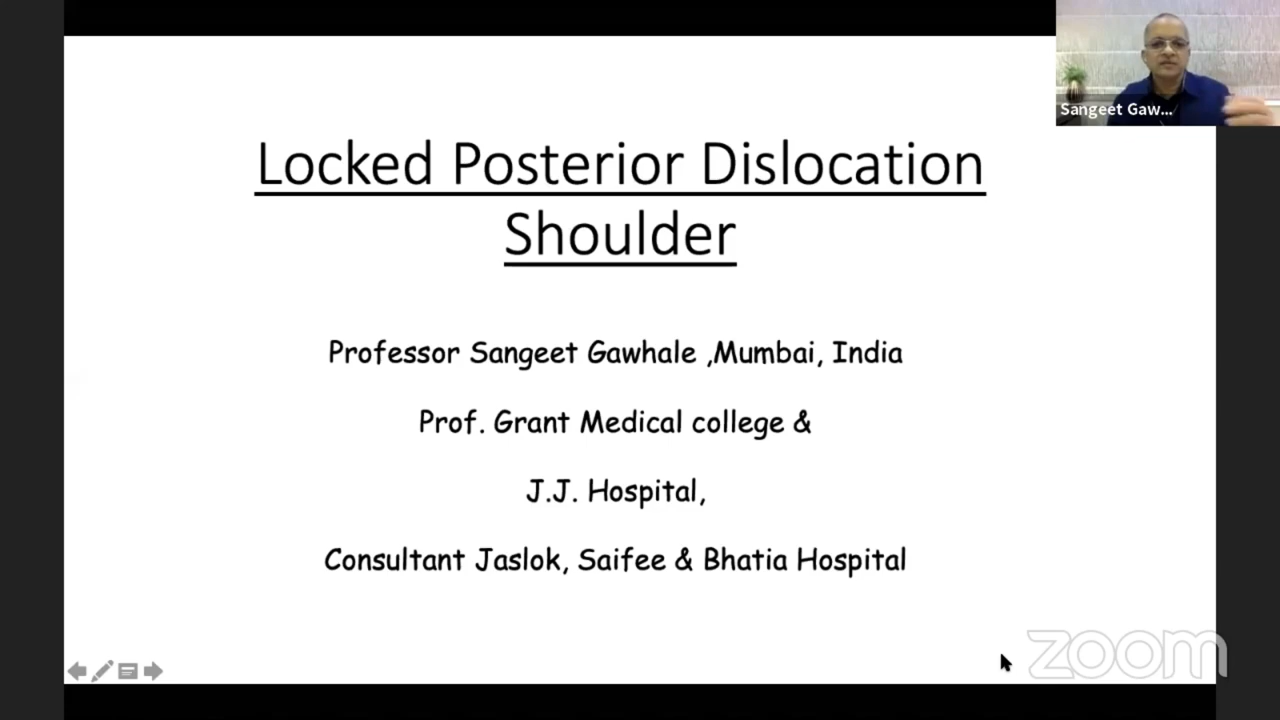 Sangeet Gaw...
Locked Posterior Dislocation
Shoulder
Professor Sangeet Gawhale ,Mumbai, India
Prof. Grant Medical college &
J.J. Hospital,
Consultant Jaslok, Saifee & Bhatia Hospital
zoom